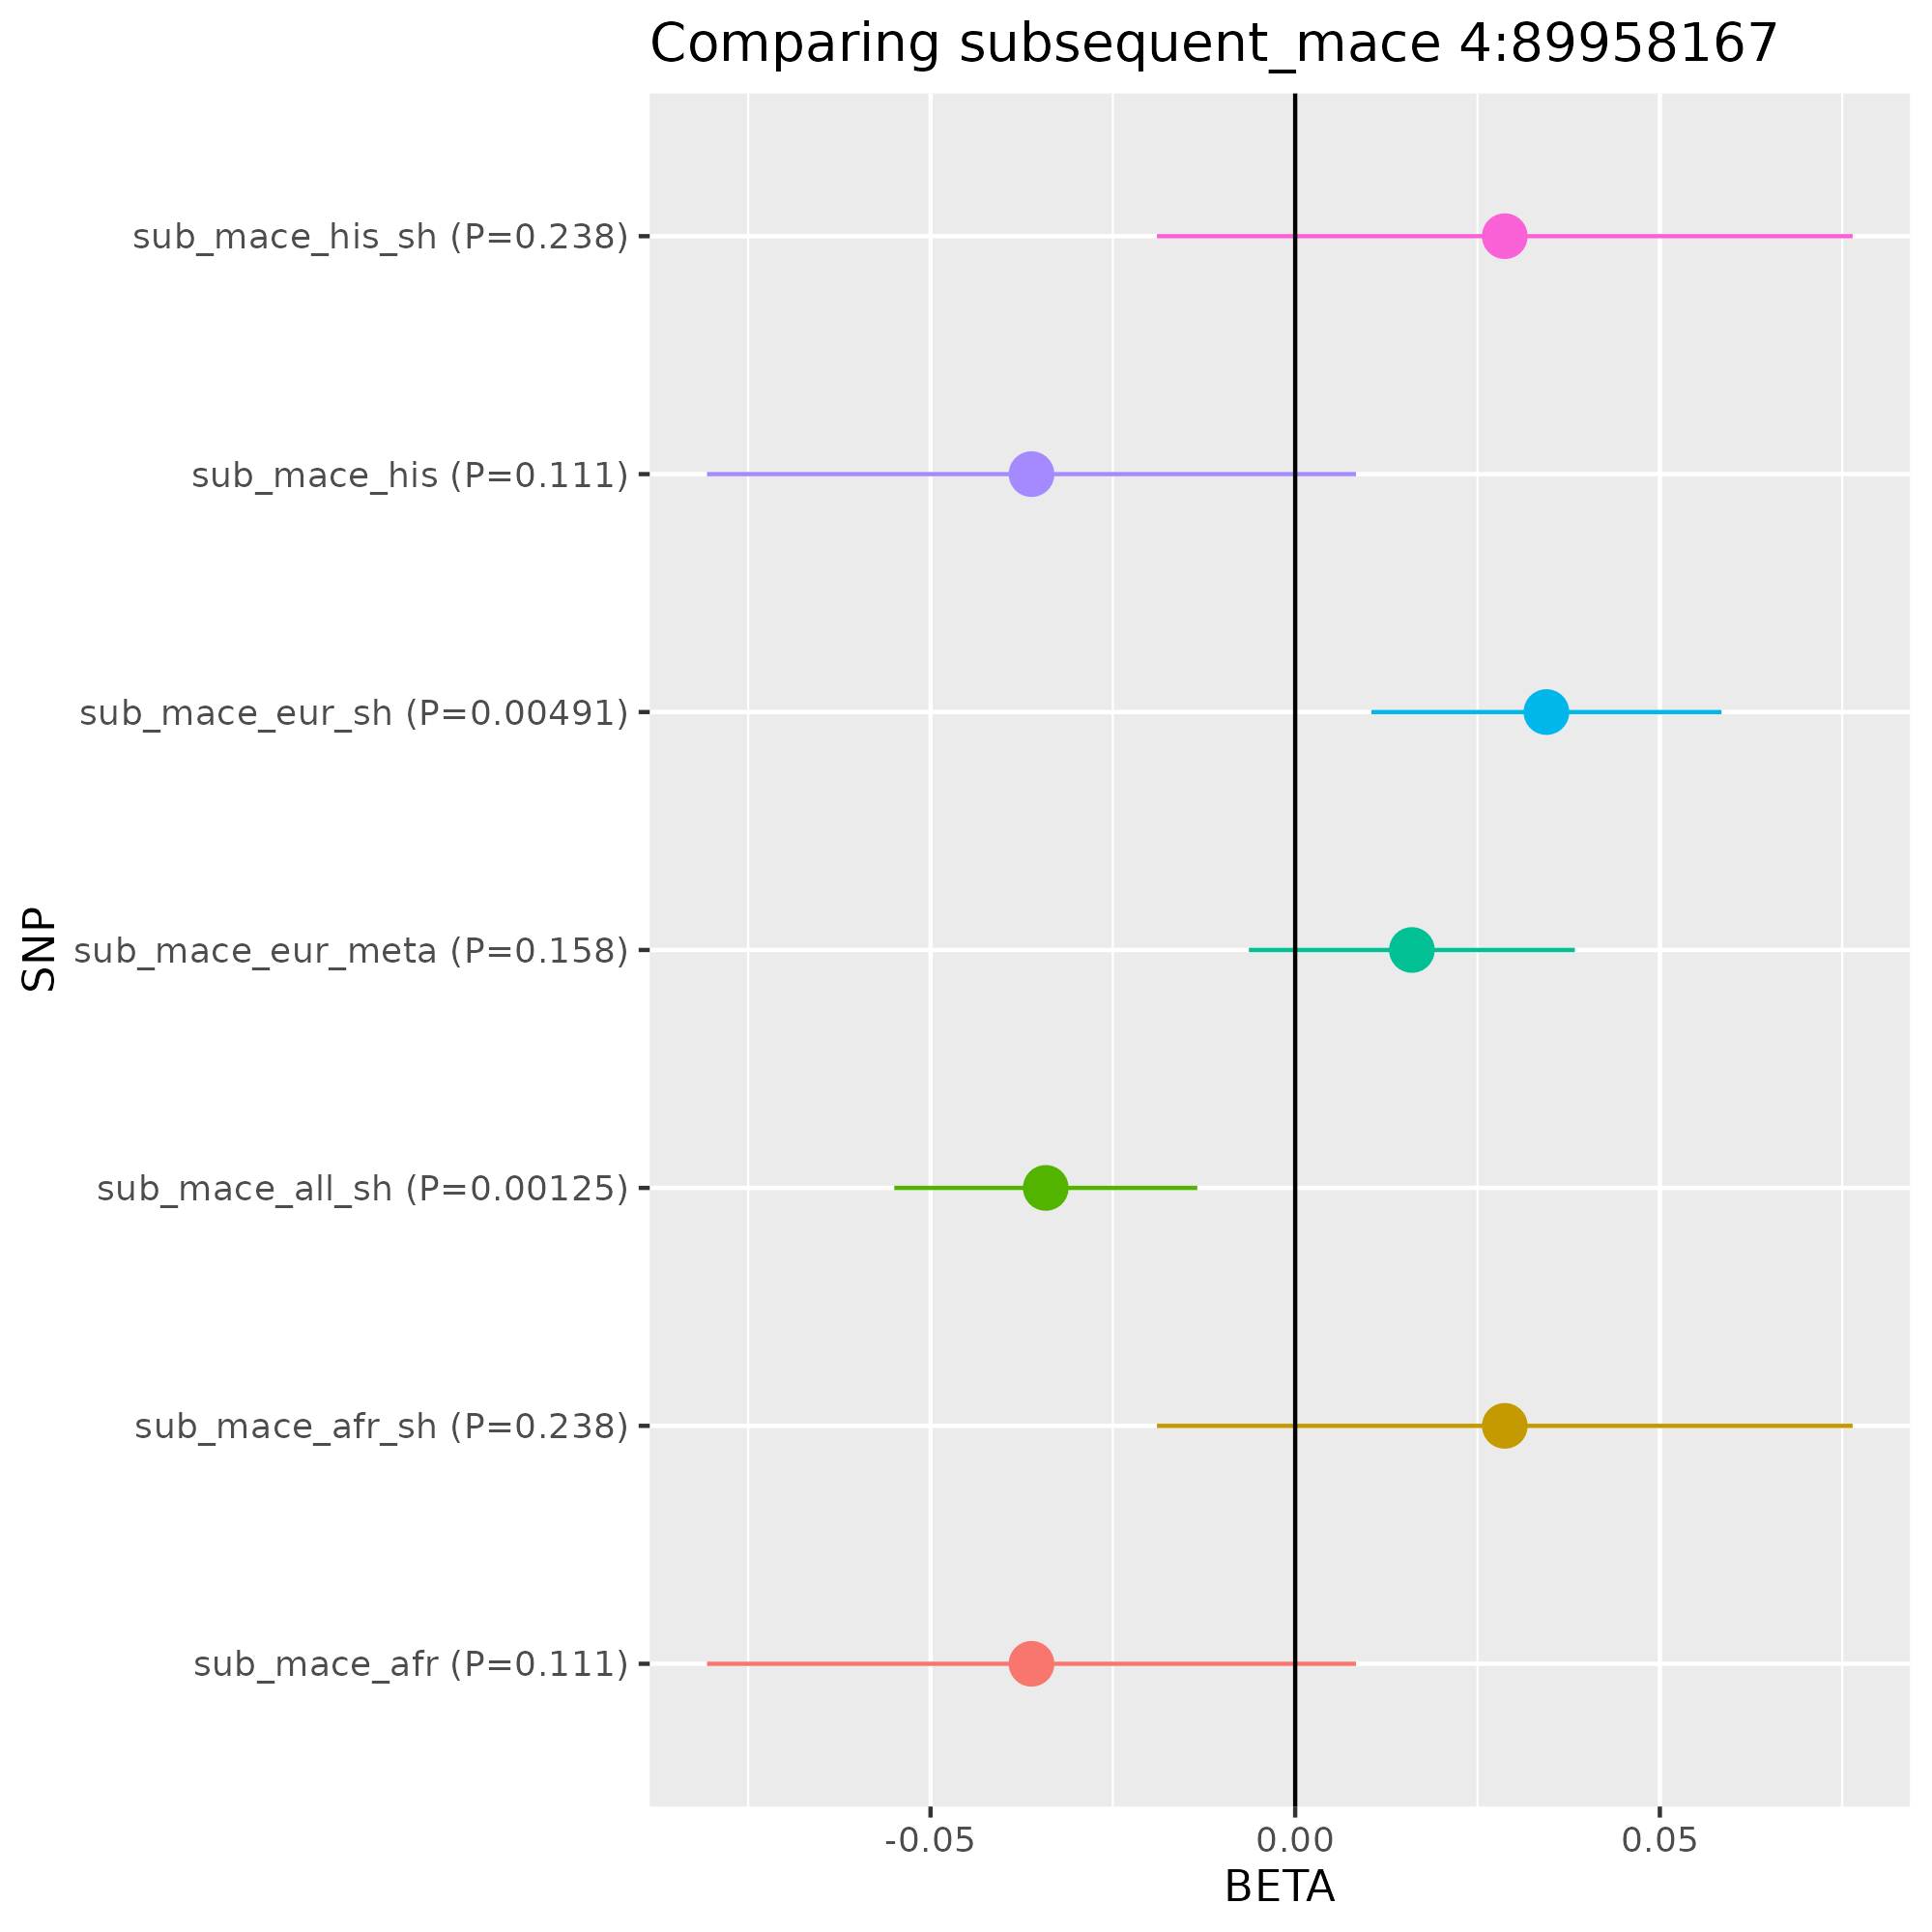 Comparing subsequent_mace 4:89958167
sub_mace_his_sh (P=0.238)
sub_mace_his (P=0.111)
sub_mace_eur_sh (P=0.00491)
SNP
sub_mace_eur_meta (P=0.158)
sub_mace_all_sh (P=0.00125)
sub_mace_afr_sh (P=0.238)
sub_mace_afr (P=0.111)
-0.05 0.00 0.05
BETA